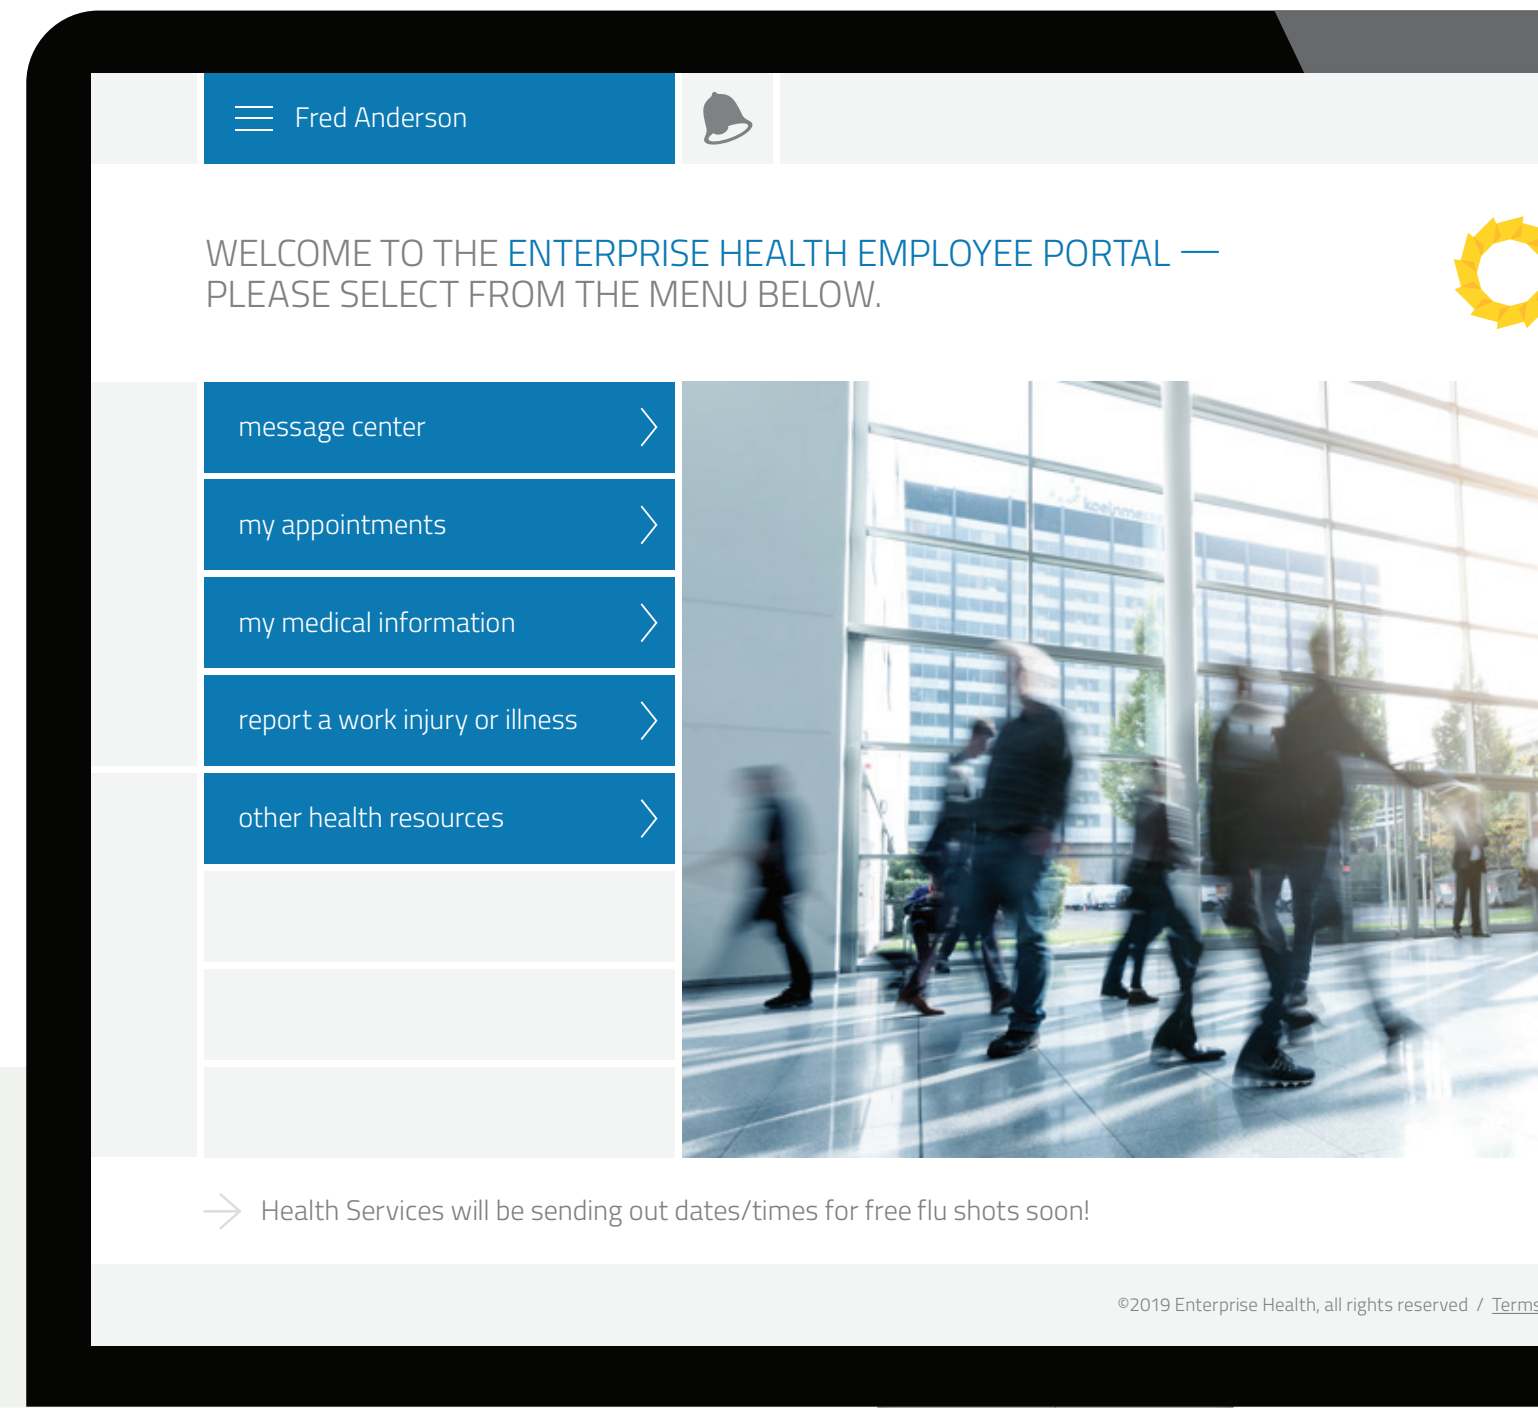 Fred Anderson
WELCOME TO THE ENTERPRISE HEALTH EMPLOYEE PORTAL —
PLEASE SELECT FROM THE MENU BELOW.
message center
my appointments
my medical information
report a work injury or illness
other health resources
koelnmesse
Health Services will be sending out dates/times for free flu shots soon!
©2019 Enterprise Health, all rights reserved / Terms